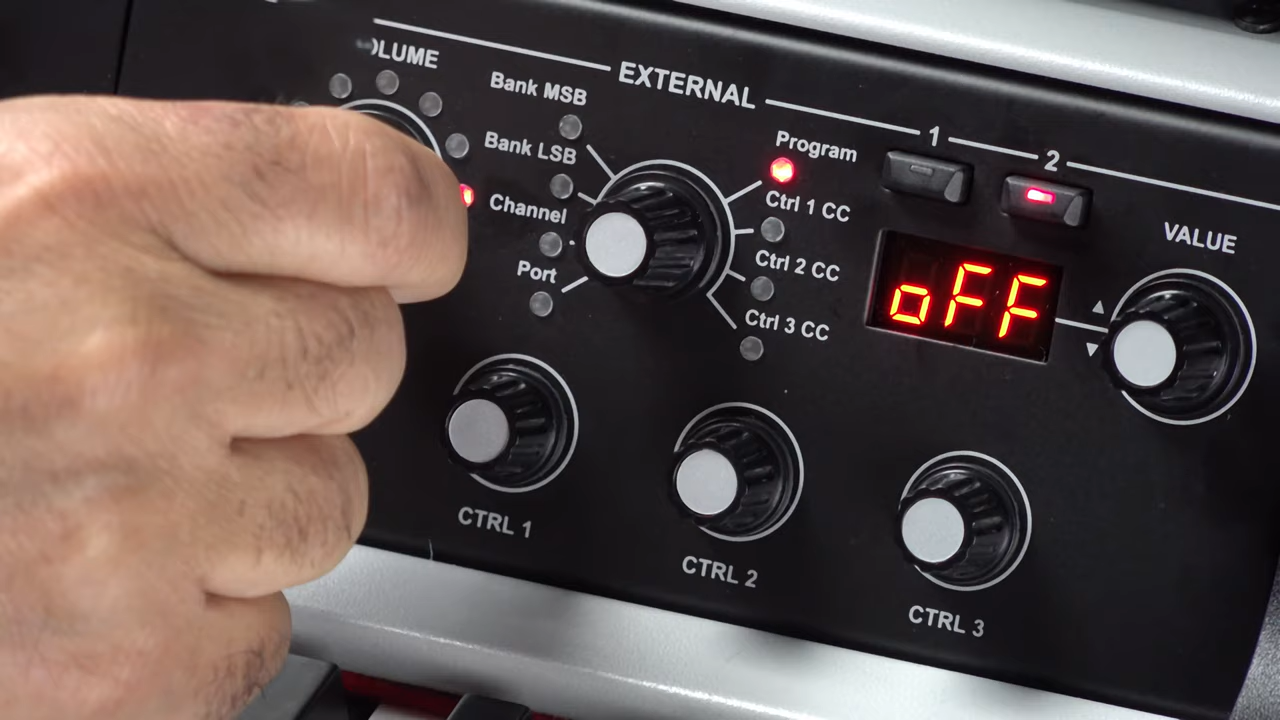 EXTERNAL
Bank MSB
Bank LSB
Channel
Port
Program
Ctrl 1 CC
Ctrl 2 CC
Ctrl 3 CC
1
2
oFF
VALUE
CTRL 1
CTRL 2
CTRL 3